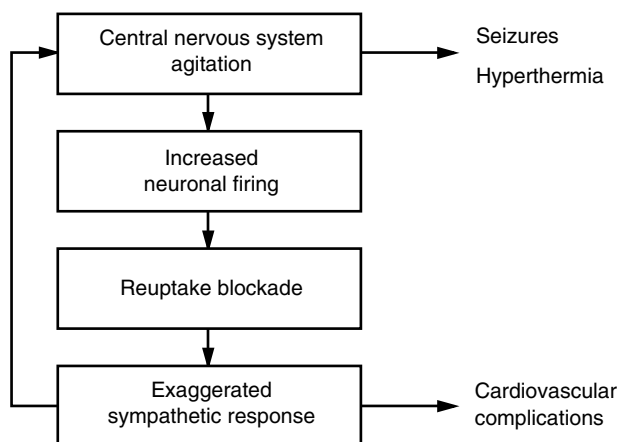 Central nervous system
agitation
Seizures
Hyperthermia
Increased
neuronal firing
Reuptake blockade
Exaggerated
sympathetic response
Cardiovascular
complications